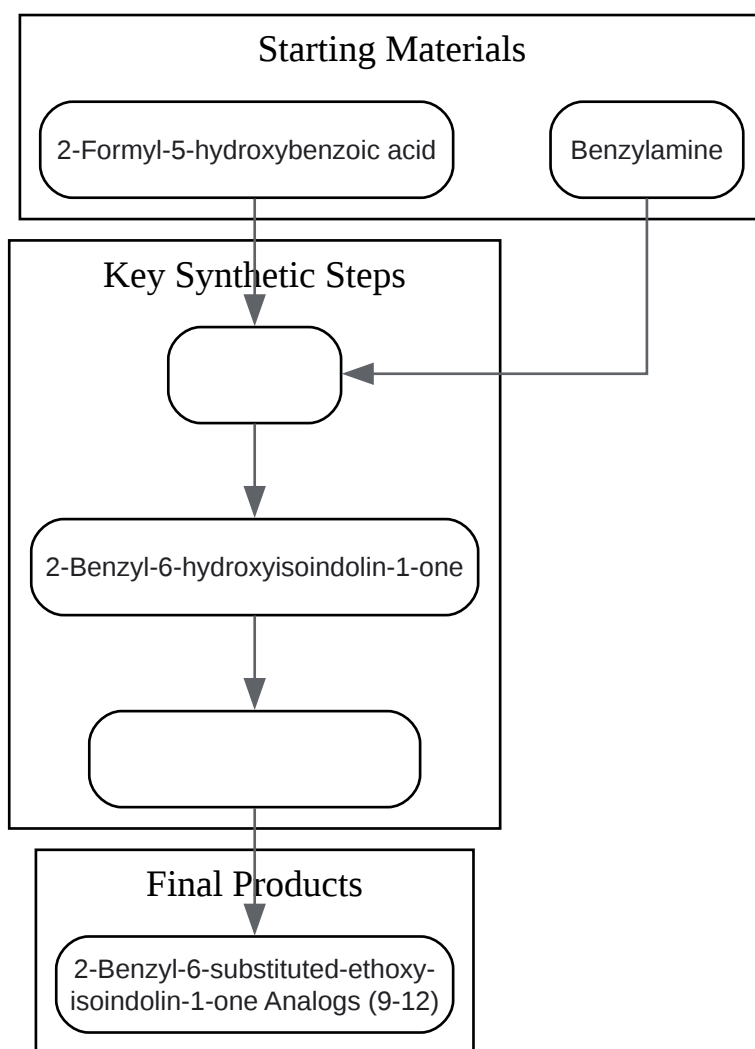 Starting Materials
2-Formyl-5-hydroxybenzoic acid
Benzylamine
Key Synthetic Steps
2-Benzyl-6-hydroxyisoindolin-1-one
Final Products
2-Benzyl-6-substituted-ethoxy-
isoindolin-1-one Analogs (9-12)